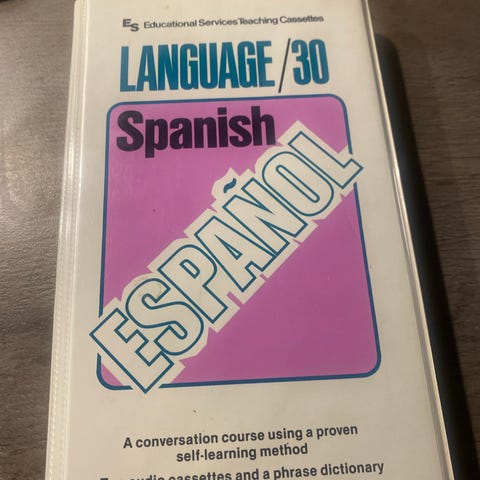 ES Educational Services Teaching Cassettes
LANGUAGE/30
Spanish
ESPAÑOL
A conversation course using a proven
self-learning method
audio cassettes and a phrase dictionary